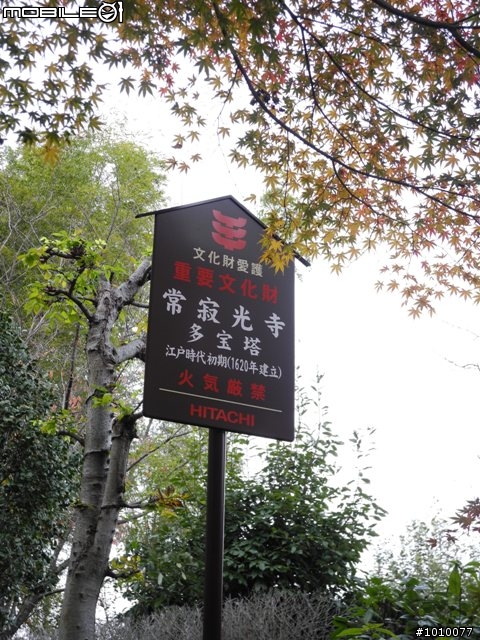 mobile01
文化財愛護
重要文化財
常寂光寺
多宝塔
江戸時代初期(1620年建立)
火気厳禁
HITACHI
#1010077